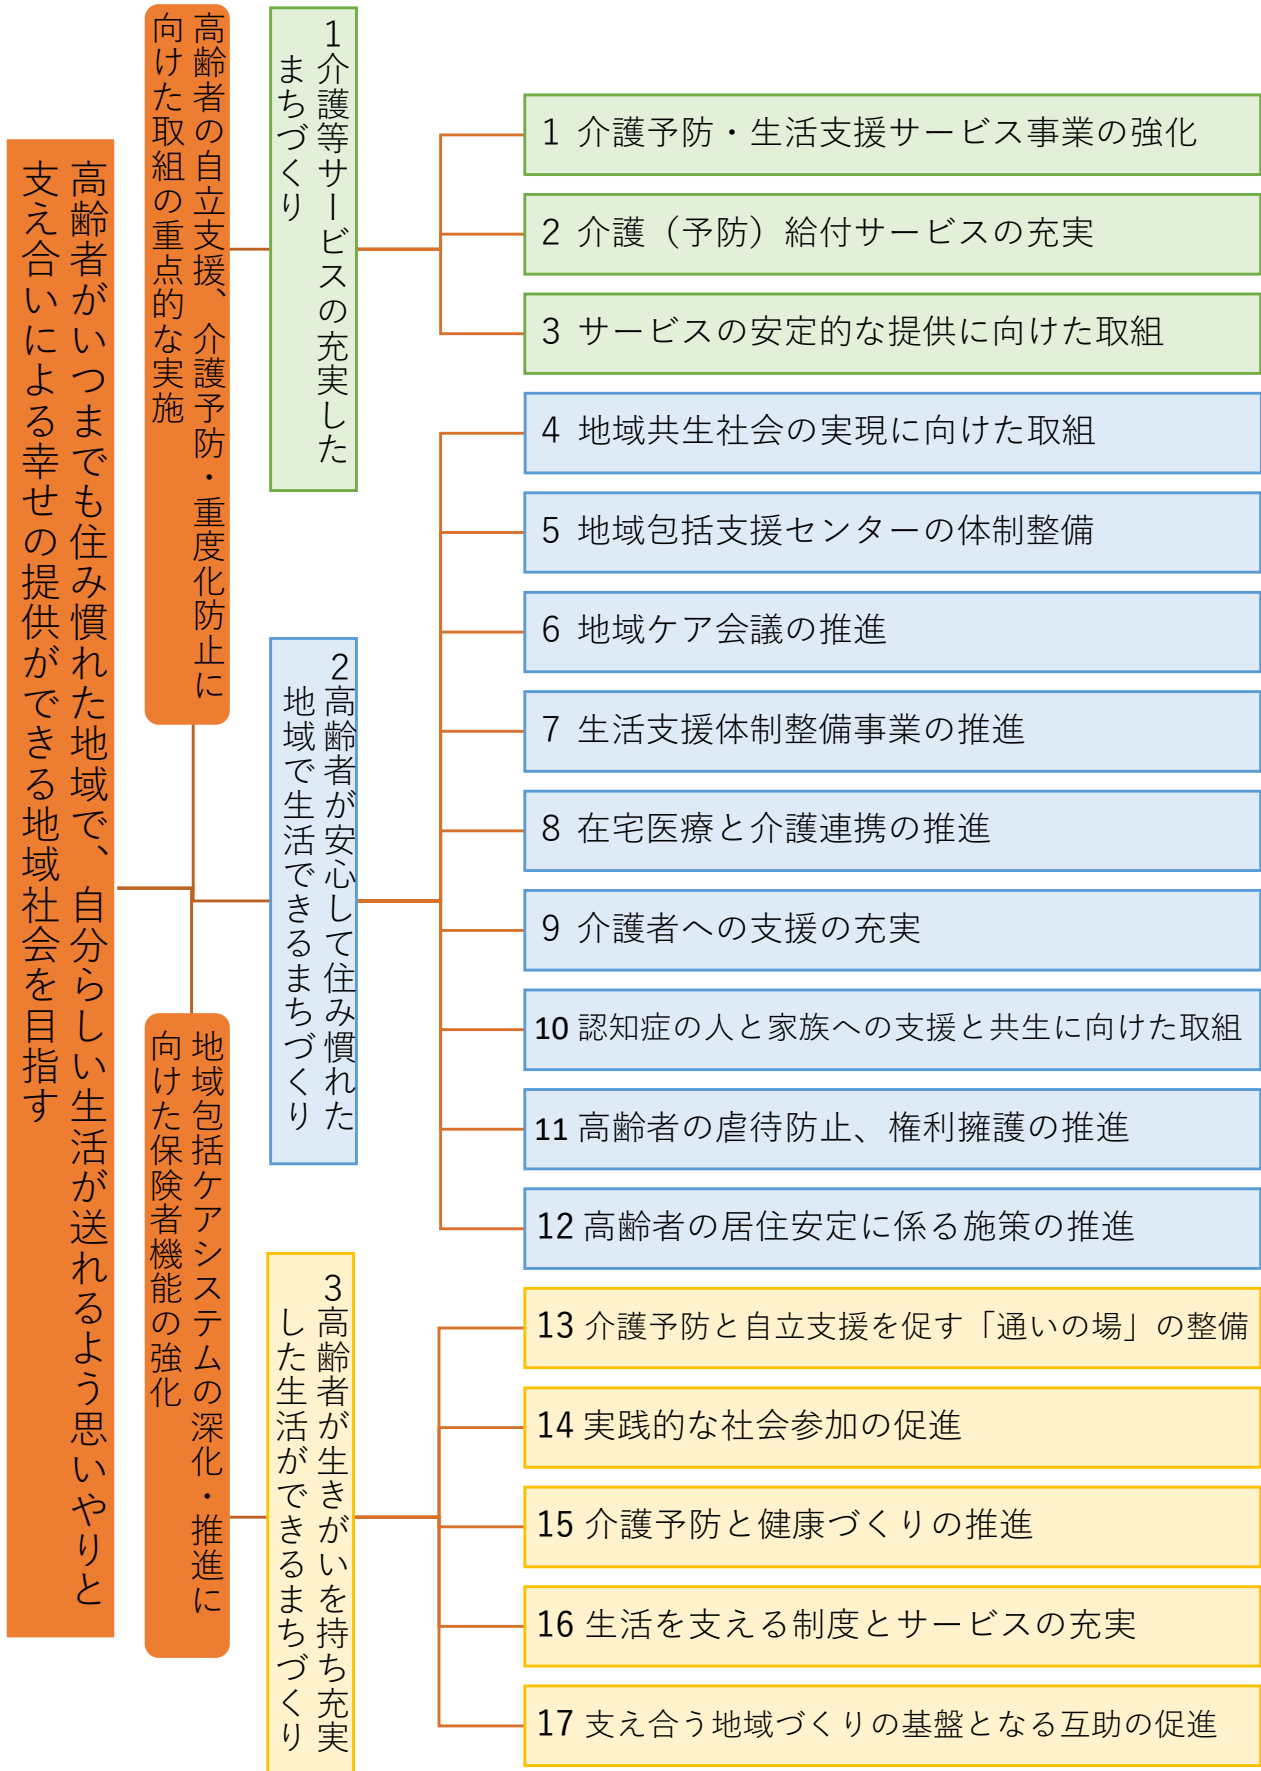 高齢者がいつまでも住み慣れた地域で、自分らしい生活が送れるよう思いやりと
支え合いによる幸せの提供ができる地域社会を目指す
高齢者の自立支援、介護予防・重度化防止に
向けた取組の重点的な実施
地域包括ケアシステムの深化・推進に
向けた保険者機能の強化
1介護等サービスの充実した
まちづくり
1 介護予防・生活支援サービス事業の強化
2 介護（予防）給付サービスの充実
3 サービスの安定的な提供に向けた取組
2高齢者が安心して住み慣れた
地域で生活できるまちづくり
4 地域共生社会の実現に向けた取組
5 地域包括支援センターの体制整備
6 地域ケア会議の推進
7 生活支援体制整備事業の推進
8 在宅医療と介護連携の推進
9 介護者への支援の充実
10 認知症の人と家族への支援と共生に向けた取組
11 高齢者の虐待防止、権利擁護の推進
12 高齢者の居住安定に係る施策の推進
3高齢者が生きがいを持ち充実
した生活ができるまちづくり
13 介護予防と自立支援を促す「通いの場」の整備
14 実践的な社会参加の促進
15 介護予防と健康づくりの推進
16 生活を支える制度とサービスの充実
17 支え合う地域づくりの基盤となる互助の促進